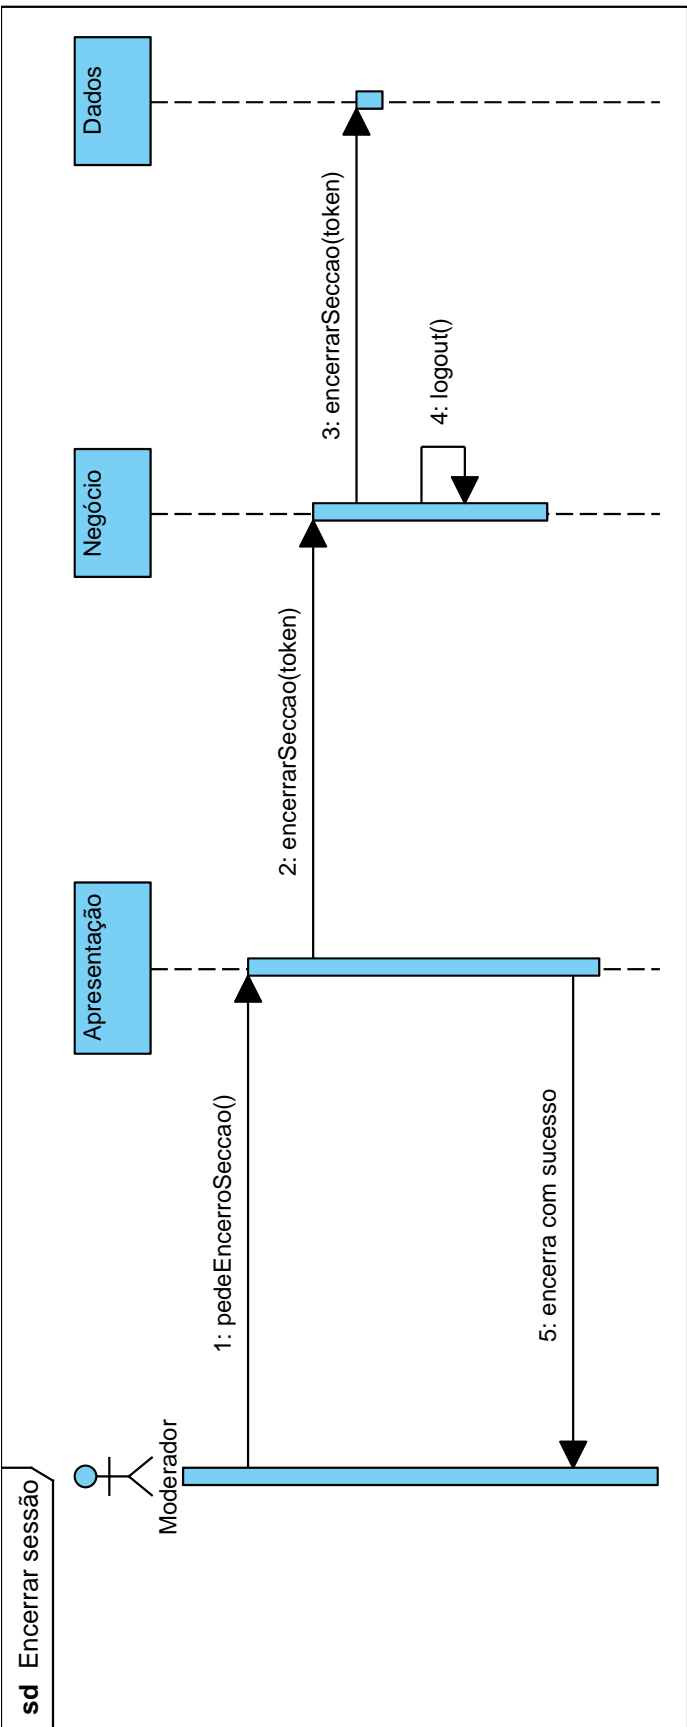 sd Encerrar sessão
Moderador
Apresentação
Negócio
Dados
1: pedeEncerroSeccao()
2: encerrarSeccao(token)
3: encerrarSeccao(token)
4: logout()
5: encerra com sucesso